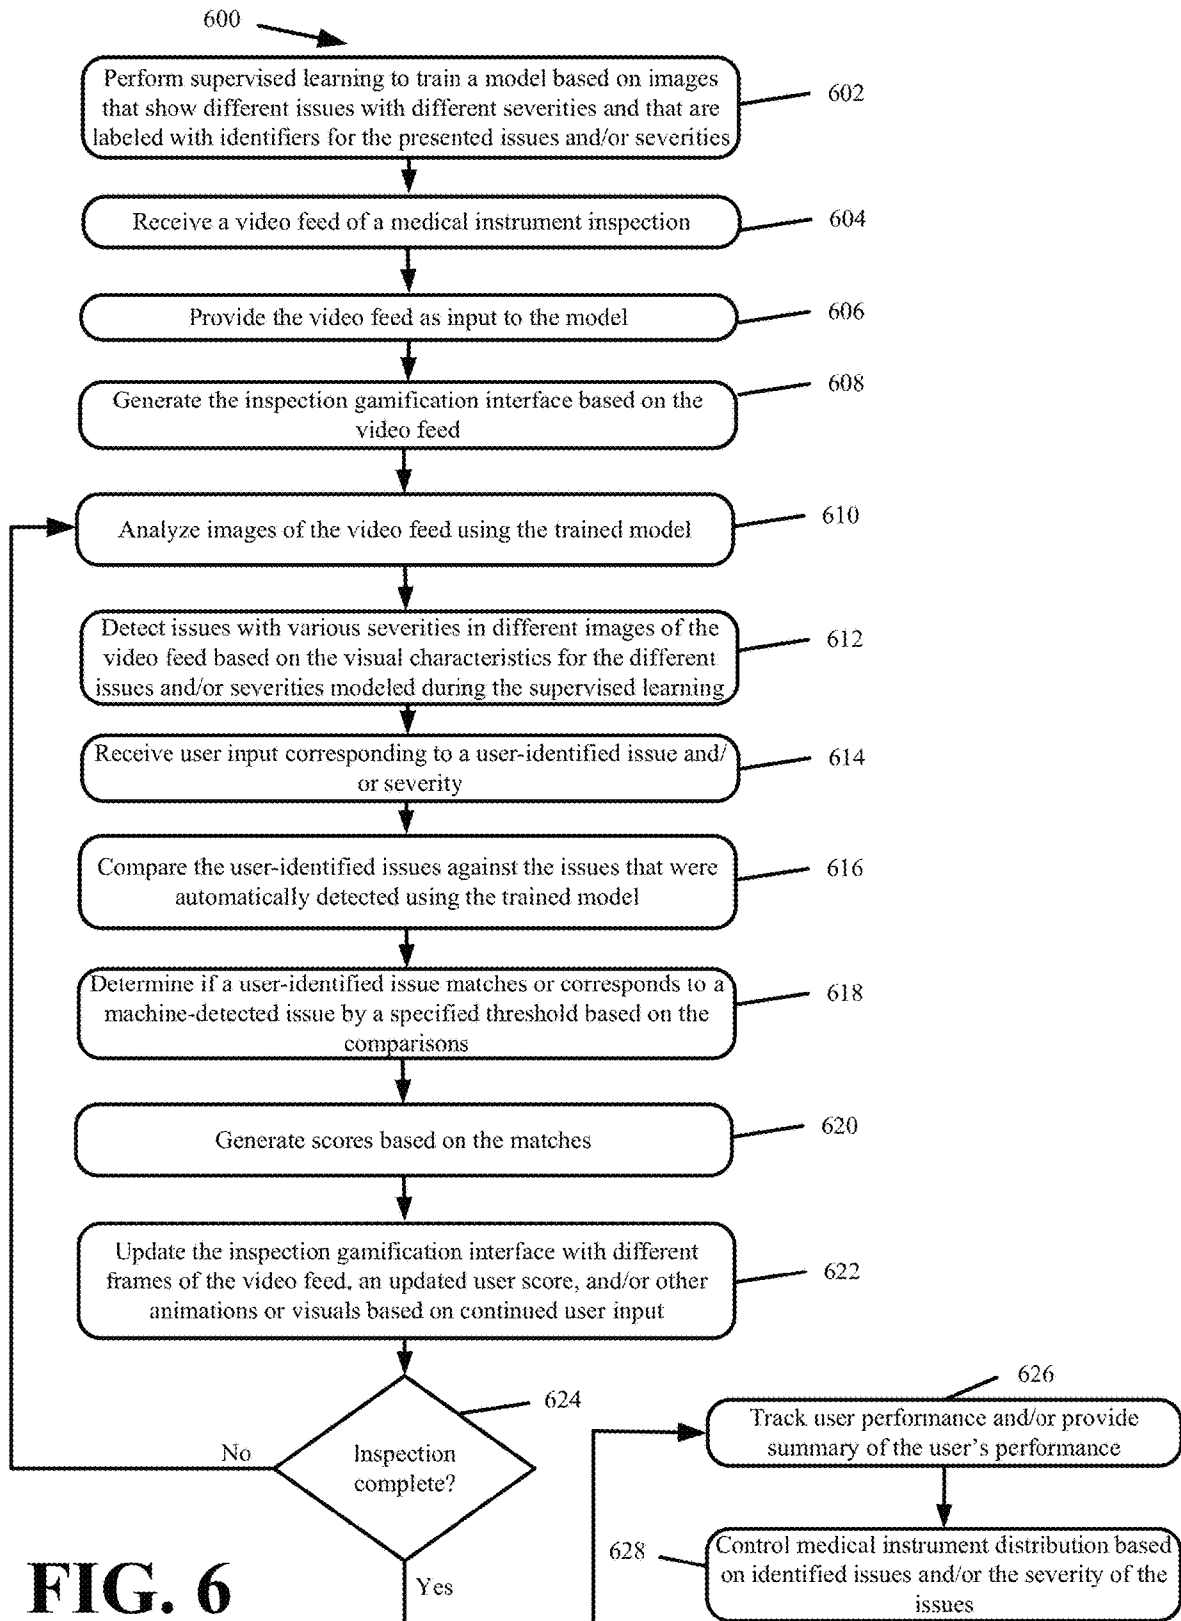 600
Perform supervised learning to train a model based on images
that show different issues with different severities and that are
labeled with identifiers for the presented issues and/or severities
602
Receive a video feed of a medical instrument inspection
604
Provide the video feed as input to the model
606
Generate the inspection gamification interface based on the
video feed
608
Analyze images of the video feed using the trained model
610
Detect issues with various severities in different images of the
video feed based on the visual characteristics for the different
issues and/or severities modeled during the supervised learning
612
Receive user input corresponding to a user-identified issue and/
or severity
614
Compare the user-identified issues against the issues that were
automatically detected using the trained model
616
Determine if a user-identified issue matches or corresponds to a
machine-detected issue by a specified threshold based on the
comparisons
618
Generate scores based on the matches
620
Update the inspection gamification interface with different
frames of the video feed, an updated user score, and/or other
animations or visuals based on continued user input
622
Inspection
complete?
624
No
Yes
626
Track user performance and/or provide
summary of the user's performance
628
Control medical instrument distribution based
on identified issues and/or the severity of the
issues
FIG. 6